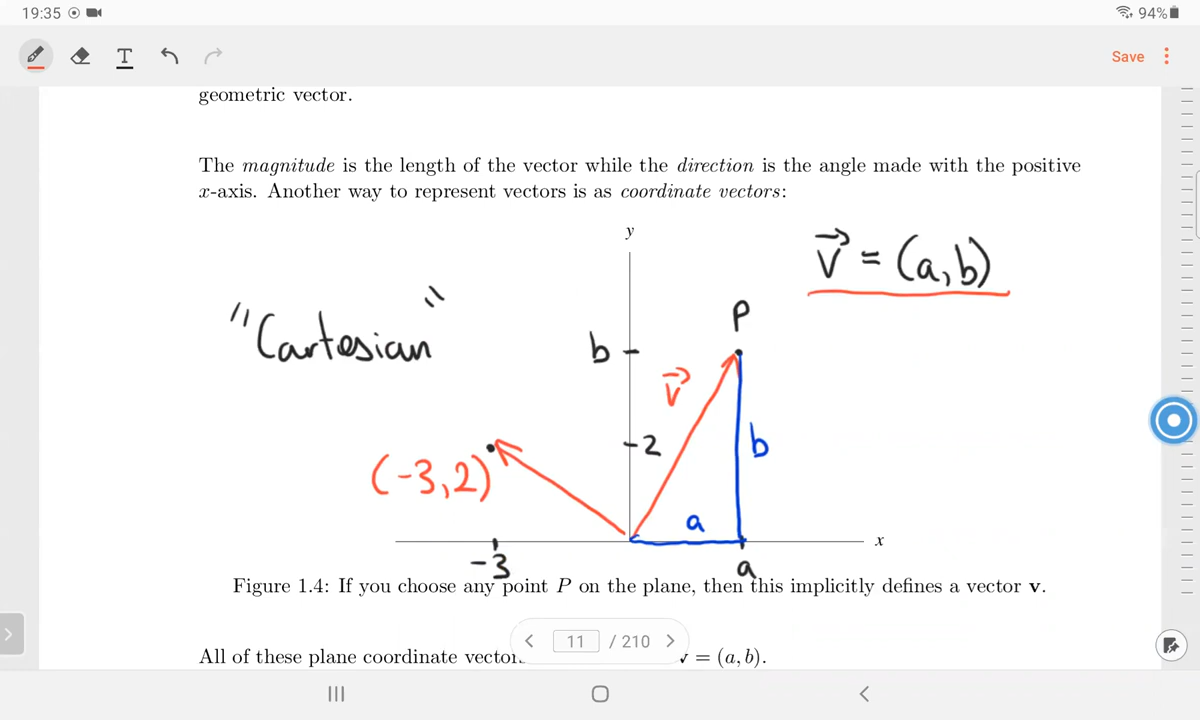 19:35
94%
T
Save
geometric vector.
The magnitude is the length of the vector while the direction is the angle made with the positive
x-axis. Another way to represent vectors is as coordinate vectors:
y
v = (a,b)
"Cartesian"
P
b
v
2
b
(-3,2)
a
x
-3
a
Figure 1.4: If you choose any point P on the plane, then this implicitly defines a vector v.
11 / 210
All of these plane coordinate = (a, b).